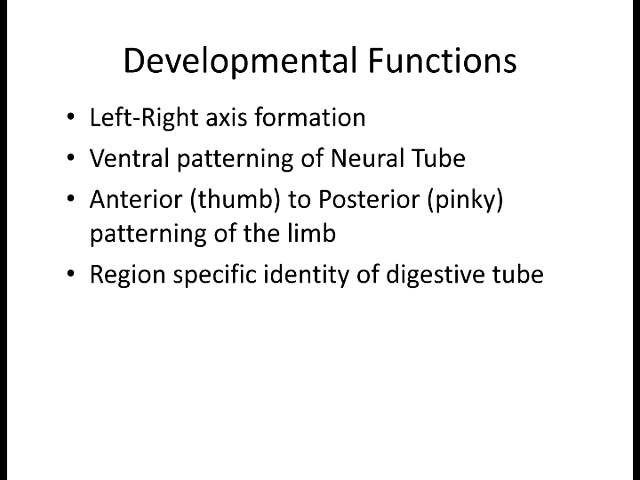 Developmental Functions
• Left-Right axis formation
• Ventral patterning of Neural Tube
• Anterior (thumb) to Posterior (pinky)
patterning of the limb
• Region specific identity of digestive tube